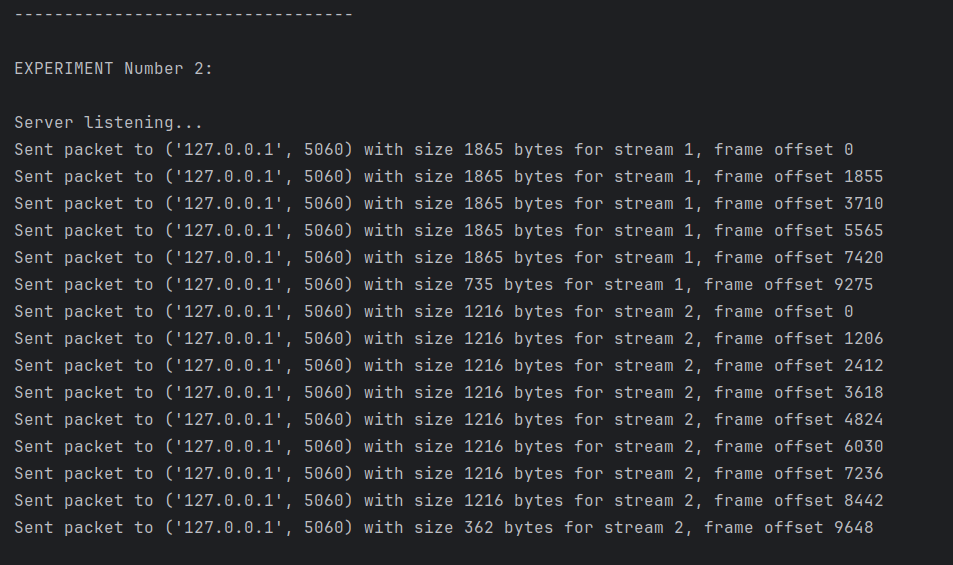 ----------------------------------
EXPERIMENT Number 2:
Server listening...
Sent packet to ('127.0.0.1', 5060) with size 1865 bytes for stream 1, frame offset 0
Sent packet to ('127.0.0.1', 5060) with size 1865 bytes for stream 1, frame offset 1855
Sent packet to ('127.0.0.1', 5060) with size 1865 bytes for stream 1, frame offset 3710
Sent packet to ('127.0.0.1', 5060) with size 1865 bytes for stream 1, frame offset 5565
Sent packet to ('127.0.0.1', 5060) with size 1865 bytes for stream 1, frame offset 7420
Sent packet to ('127.0.0.1', 5060) with size 735 bytes for stream 1, frame offset 9275
Sent packet to ('127.0.0.1', 5060) with size 1216 bytes for stream 2, frame offset 0
Sent packet to ('127.0.0.1', 5060) with size 1216 bytes for stream 2, frame offset 1206
Sent packet to ('127.0.0.1', 5060) with size 1216 bytes for stream 2, frame offset 2412
Sent packet to ('127.0.0.1', 5060) with size 1216 bytes for stream 2, frame offset 3618
Sent packet to ('127.0.0.1', 5060) with size 1216 bytes for stream 2, frame offset 4824
Sent packet to ('127.0.0.1', 5060) with size 1216 bytes for stream 2, frame offset 6030
Sent packet to ('127.0.0.1', 5060) with size 1216 bytes for stream 2, frame offset 7236
Sent packet to ('127.0.0.1', 5060) with size 1216 bytes for stream 2, frame offset 8442
Sent packet to ('127.0.0.1', 5060) with size 362 bytes for stream 2, frame offset 9648